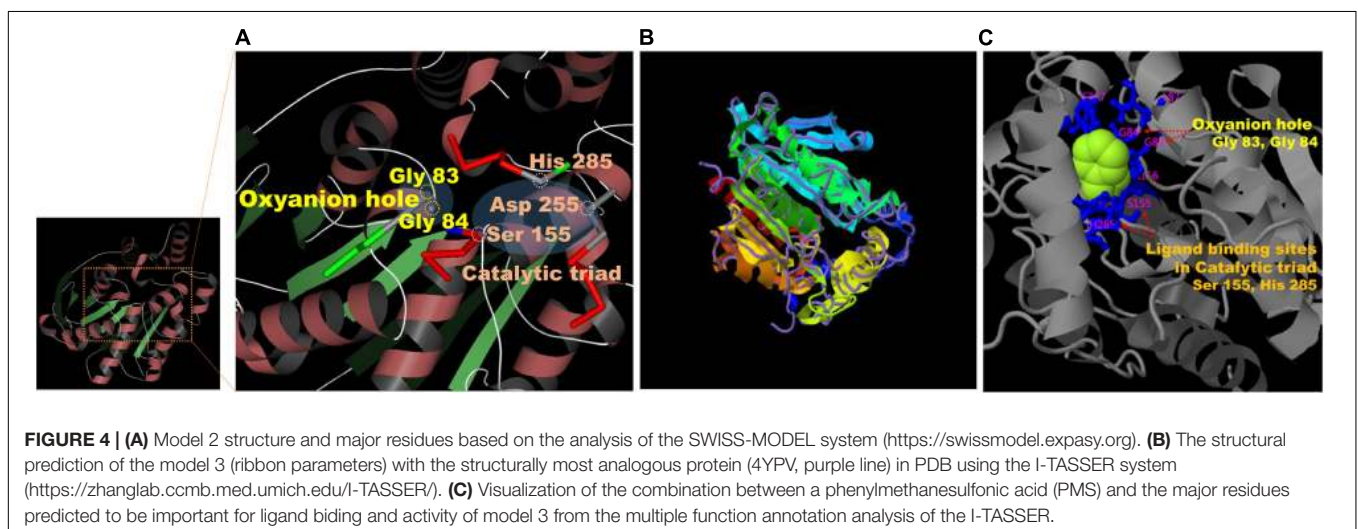 A
B
C
His 285
Gly 83
Oxyanion hole
Asp 255
Gly 84
Ser 155
Catalytic triad
G84
Oxyanion hole
Gly 83, Gly 84
S155
H285
Ligand binding sites
in Catalytic triad
Ser 155, His 285
FIGURE 4 | (A) Model 2 structure and major residues based on the analysis of the SWISS-MODEL system (https://swissmodel.expasy.org). (B) The structural
prediction of the model 3 (ribbon parameters) with the structurally most analogous protein (4YPV, purple line) in PDB using the I-TASSER system
(https://zhanglab.ccmb.med.umich.edu/I-TASSER/). (C) Visualization of the combination between a phenylmethanesulfonic acid (PMS) and the major residues
predicted to be important for ligand biding and activity of model 3 from the multiple function annotation analysis of the I-TASSER.